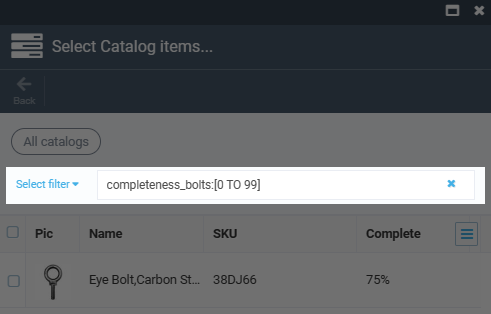 Select Catalog items...
Back
All catalogs
Select filter completeness_bolts:[0 TO 99]
Pic Name SKU Complete
Eye Bolt,Carbon St... 38DJ66 75%